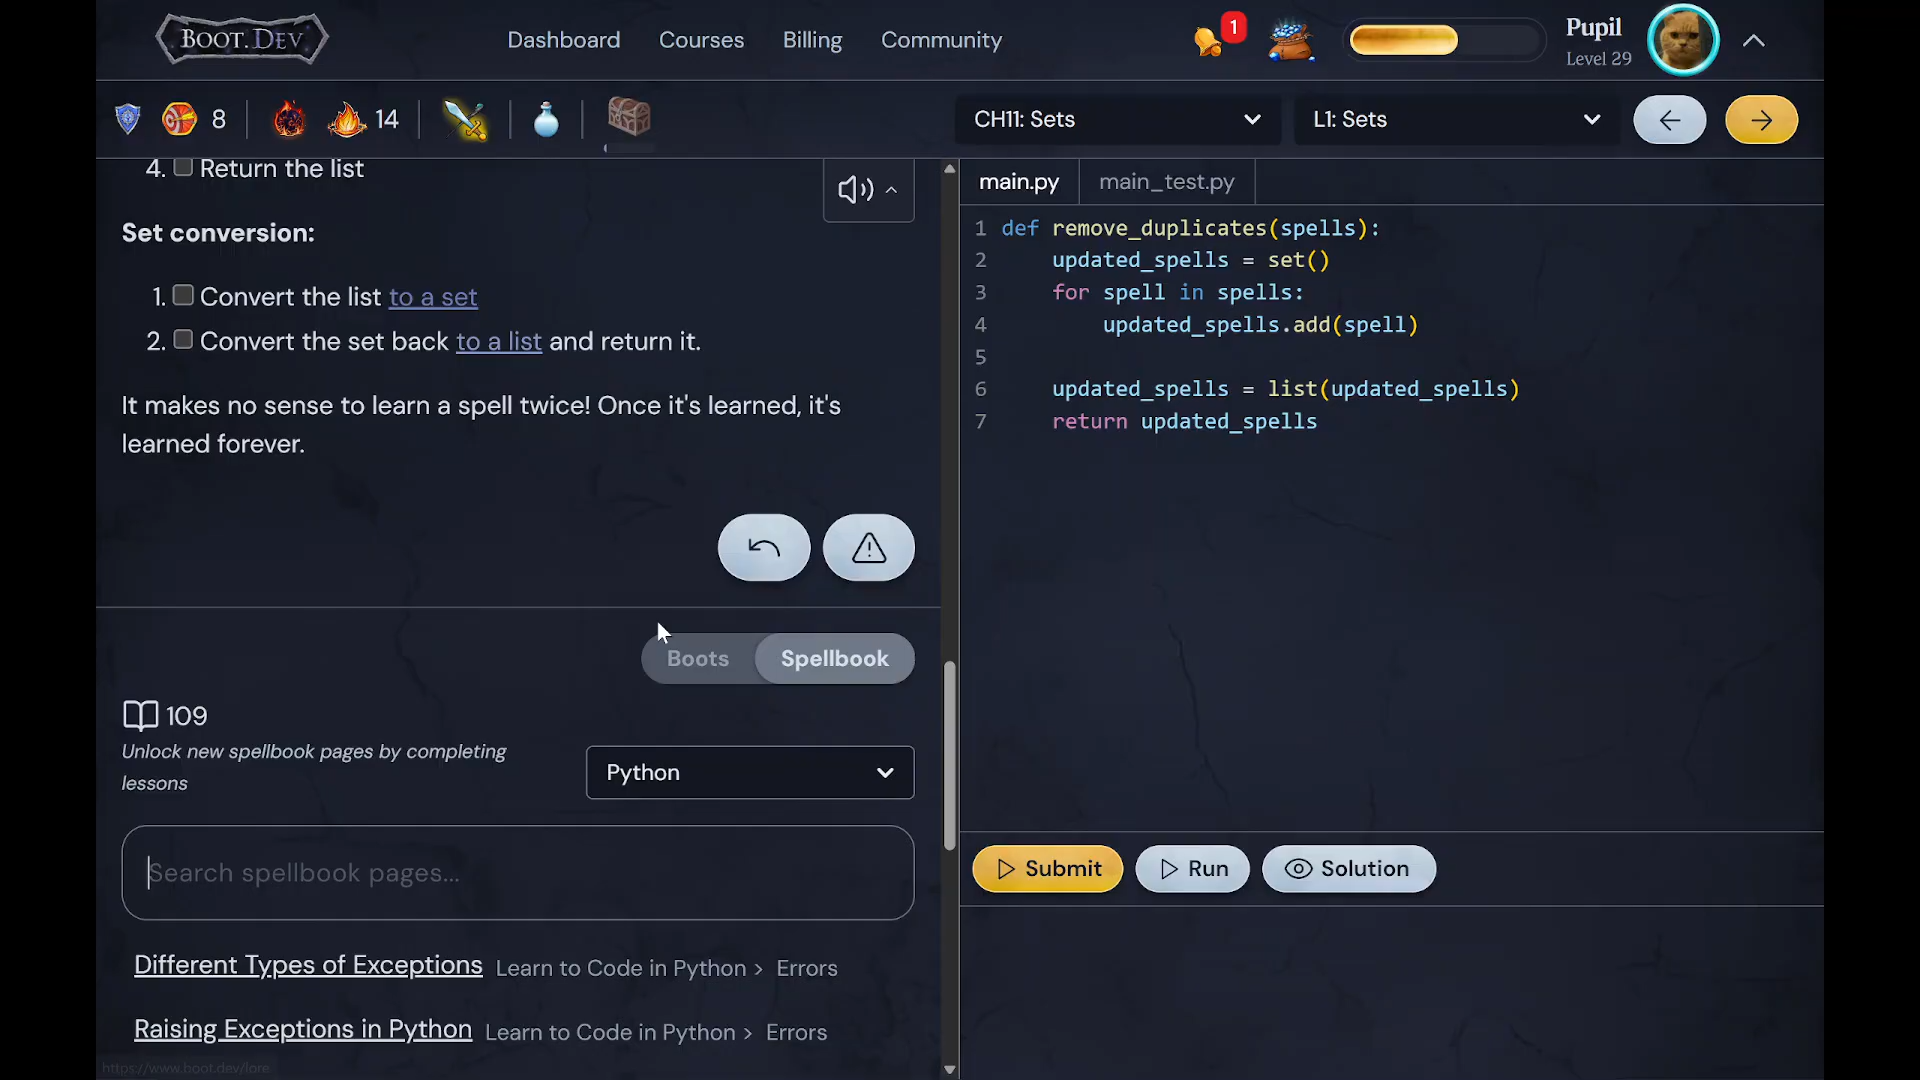 BOOT.DEV
Dashboard
Courses
Billing
Community
1
Pupil
Level 29
8
14
CH11: Sets
L1: Sets
4. Return the list
Set conversion:
1. Convert the list to a set
2. Convert the set back to a list and return it.
It makes no sense to learn a spell twice! Once it's learned, it's
learned forever.
Boots
Spellbook
109
Unlock new spellbook pages by completing
lessons
Python
Search spellbook pages...
Different Types of Exceptions Learn to Code in Python > Errors
Raising Exceptions in Python Learn to Code in Python > Errors
https://www.boot.dev/lore
main.py
main_test.py
1 def remove_duplicates(spells):
2     updated_spells = set()
3     for spell in spells:
4         updated_spells.add(spell)
5
6     updated_spells = list(updated_spells)
7     return updated_spells
Submit
Run
Solution